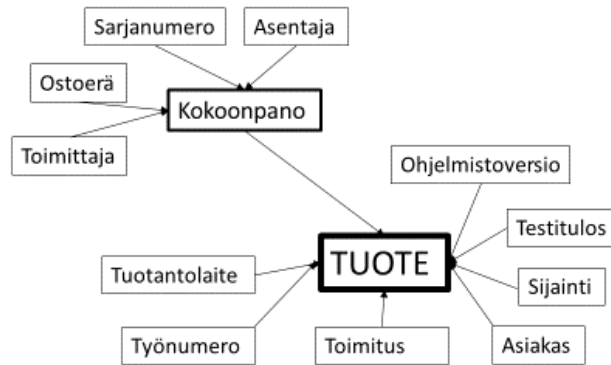 Sarjanumero
Asentaja
Ostoerä
Kokoonpano
Toimittaja
Ohjelmistoversio
Testitulos
TUOTE
Tuotantolaite
Sijainti
Työnumero
Toimitus
Asiakas